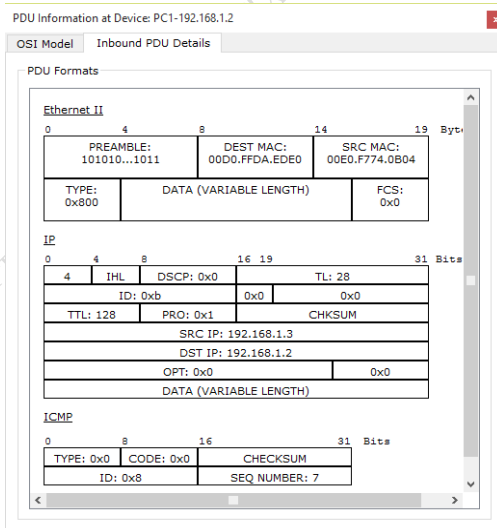 PDU Information at Device: PC1-192.168.1.2
OSI Model Inbound PDU Details
PDU Formats
Ethernet II
0 4 8 14 19 Byte
PREAMBLE: DEST MAC: SRC MAC:
101010...1011 00D0.FFDA.EDE0 00E0.F774.0B04
TYPE: DATA (VARIABLE LENGTH) FCS:
0x800 0x0
IP
0 4 8 16 19 31 Bits
4 IHL DSCP: 0x0 TL: 28
ID: 0xb 0x0 0x0
TTL: 128 PRO: 0x1 CHKSUM
SRC IP: 192.168.1.3
DST IP: 192.168.1.2
OPT: 0x0 0x0
DATA (VARIABLE LENGTH)
ICMP
0 8 16 31 Bits
TYPE: 0x0 CODE: 0x0 CHECKSUM
ID: 0x8 SEQ NUMBER: 7